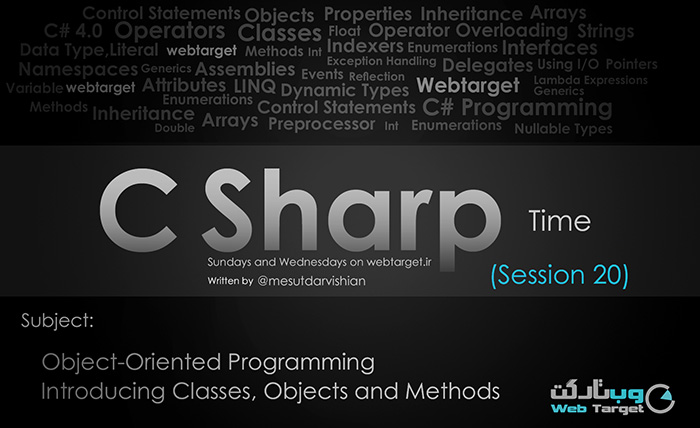 Control Statements Objects Properties Inheritance Arrays
C# 4.0 Operators Classes Float Operator Overloading Strings
Data Type,Literal webtarget Methods Int Indexers Enumerations Interfaces
Namespaces Generics Assemblies Events Exception Handling Delegates Using I/O Pointers
Variable webtarget Attributes LINQ Dynamic Types Reflection Webtarget Lambda Expressions Generics
Methods Inheritance Enumerations Control Statements C# Programming
Double Arrays Preprocessor Int Enumerations Nullable Types
C Sharp Time
Sundays and Wednesdays on webtarget.ir
Written by @mesutdarvishian
(Session 20)
Subject:
Object-Oriented Programming
Introducing Classes, Objects and Methods
وب تارگت
Web Target